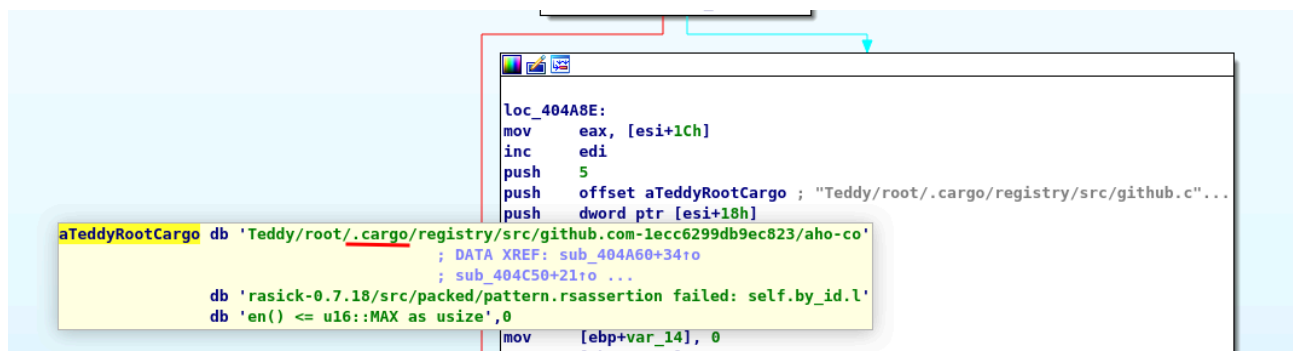 loc_404A8E:
mov eax, [esi+1Ch]
inc edi
push 5
push offset aTeddyRootCargo ; "Teddy/root/.cargo/registry/src/github.c"...
push dword ptr [esi+18h]
aTeddyRootCargo db 'Teddy/root/.cargo/registry/src/github.com-1ecc6299db9ec823/aho-co'
; DATA XREF: sub_404A60+34↑o
; sub_404C50+21↑o ...
db 'rasick-0.7.18/src/packed/pattern.rsassertion failed: self.by_id.l'
db 'en() <= u16::MAX as usize',0
mov [ebp+var_14], 0